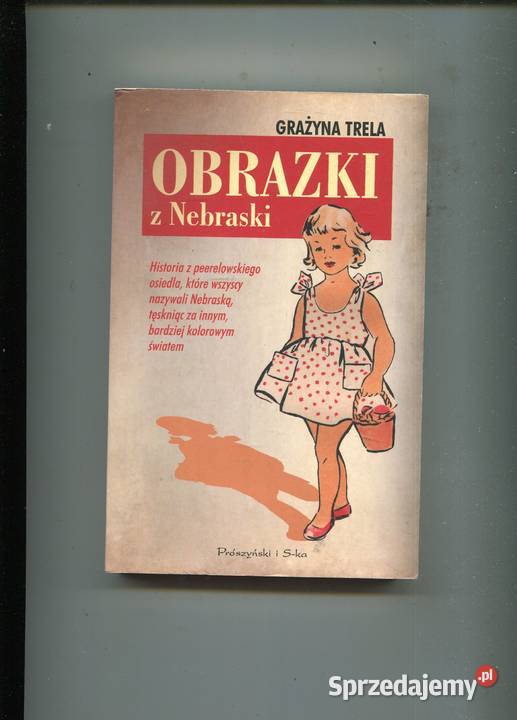 GRAŻYNA TRELA
OBRAZKI
z Nebraski
Historia z peerelowskiego
osiedla, które wszyscy
nazywali Nebraską,
tęskniąc za innym,
bardziej kolorowym
światem
Prószyński i S-ka
Sprzedajemy.pl